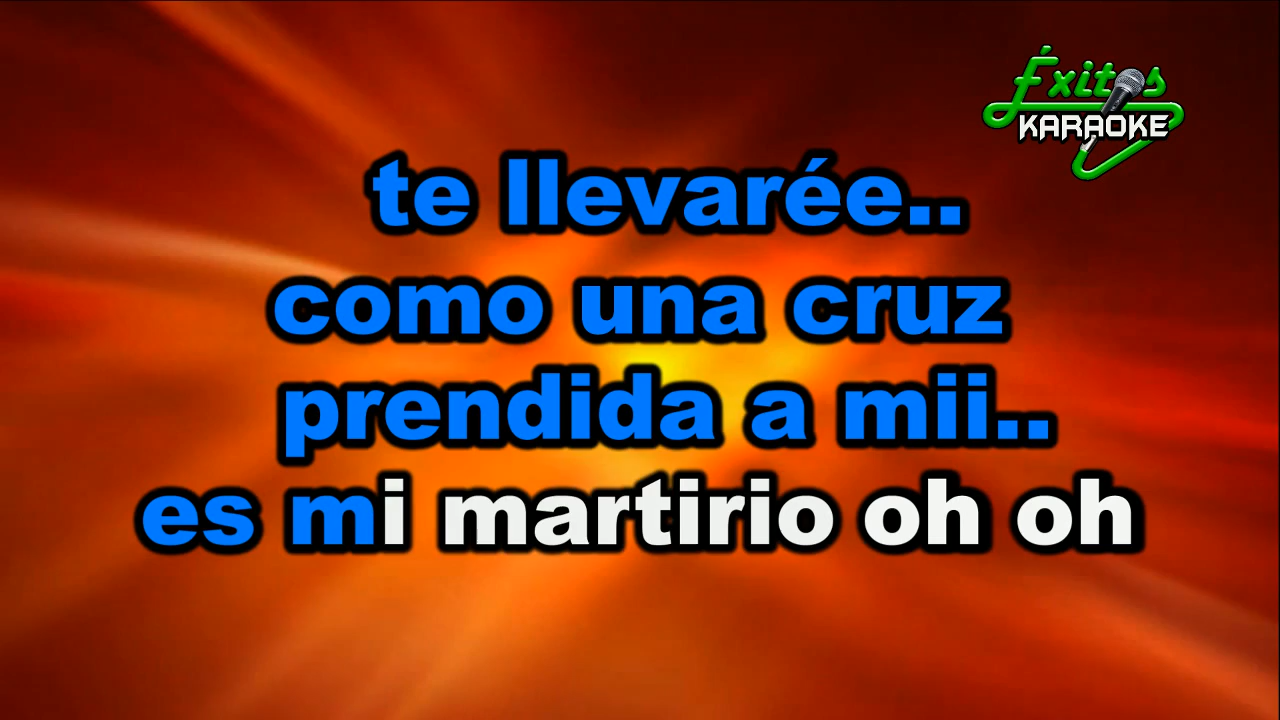 Éxitos
KARAOKE
te llevarée..
como una cruz
prendida a mii..
es mi martirio oh oh